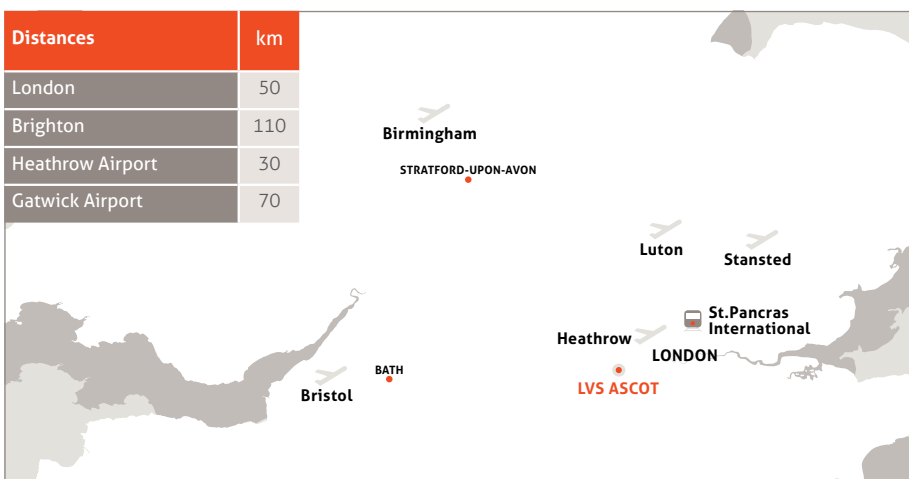 Distances km
London 50
Brighton 110
Heathrow Airport 30
Gatwick Airport 70
Birmingham
STRATFORD-UPON-AVON
Luton
Stansted
St.Pancras
International
Heathrow
LONDON
BATH
LVS ASCOT
Bristol